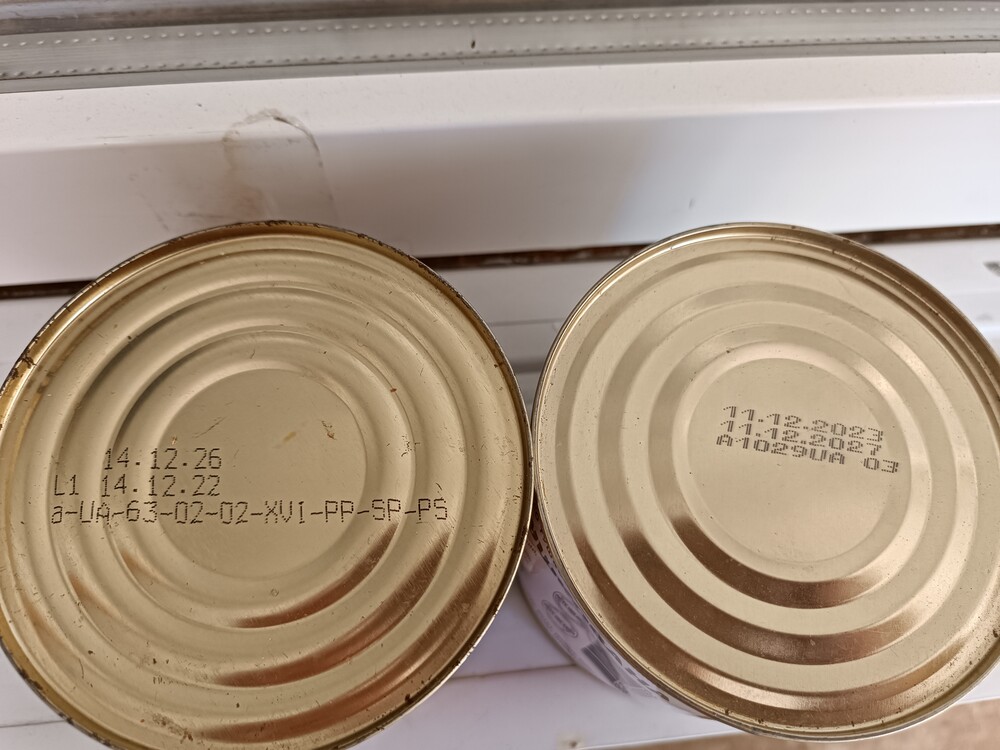 14.12.26
L1 14.12.22
a-UA-63-02-02-XVI-PP-SP-PS
11.12.2023
11.12.2027
A1029UA 03